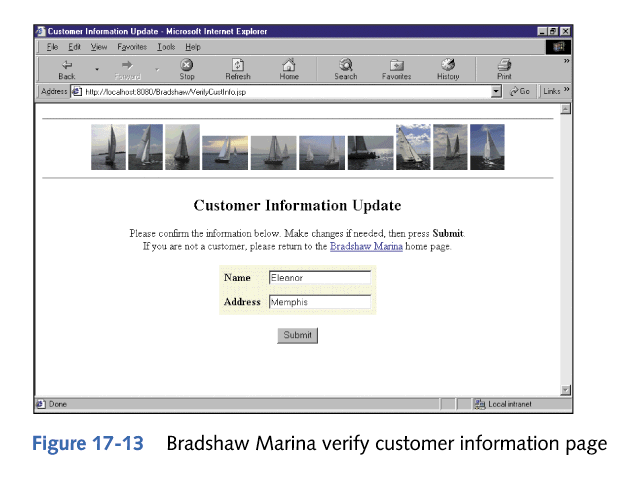 Customer Information Update - Microsoft Internet Explorer
File Edit View Favorites Tools Help
Back Forward Stop Refresh Home Search Favorites History Print »
Address http://localhost:8080/Bradshaw/VerifyCustInfo.jsp Go Links »
Customer Information Update
Please confirm the information below. Make changes if needed, then press Submit.
If you are not a customer, please return to the Bradshaw Marina home page.
Name Eleanor
Address Memphis
Submit
Done Local intranet
Figure 17-13 Bradshaw Marina verify customer information page